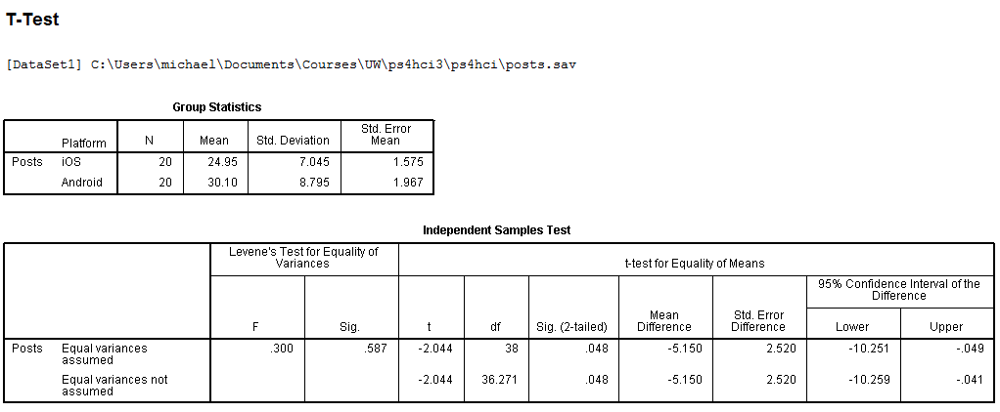 T-Test
[DataSet1] C:\Users\michael\Documents\Courses\UW\ps4hci3\ps4hci\posts.sav
Group Statistics
Platform N Mean Std. Deviation Std. Error Mean
Posts iOS 20 24.95 7.045 1.575
Android 20 30.10 8.795 1.967
Independent Samples Test
Levene's Test for Equality of Variances
t-test for Equality of Means
95% Confidence Interval of the Difference
F Sig. t df Sig. (2-tailed) Mean Difference Std. Error Difference Lower Upper
Posts Equal variances assumed .300 .587 -2.044 38 .048 -5.150 2.520 -10.251 -.049
Equal variances not assumed -2.044 36.271 .048 -5.150 2.520 -10.259 -.041